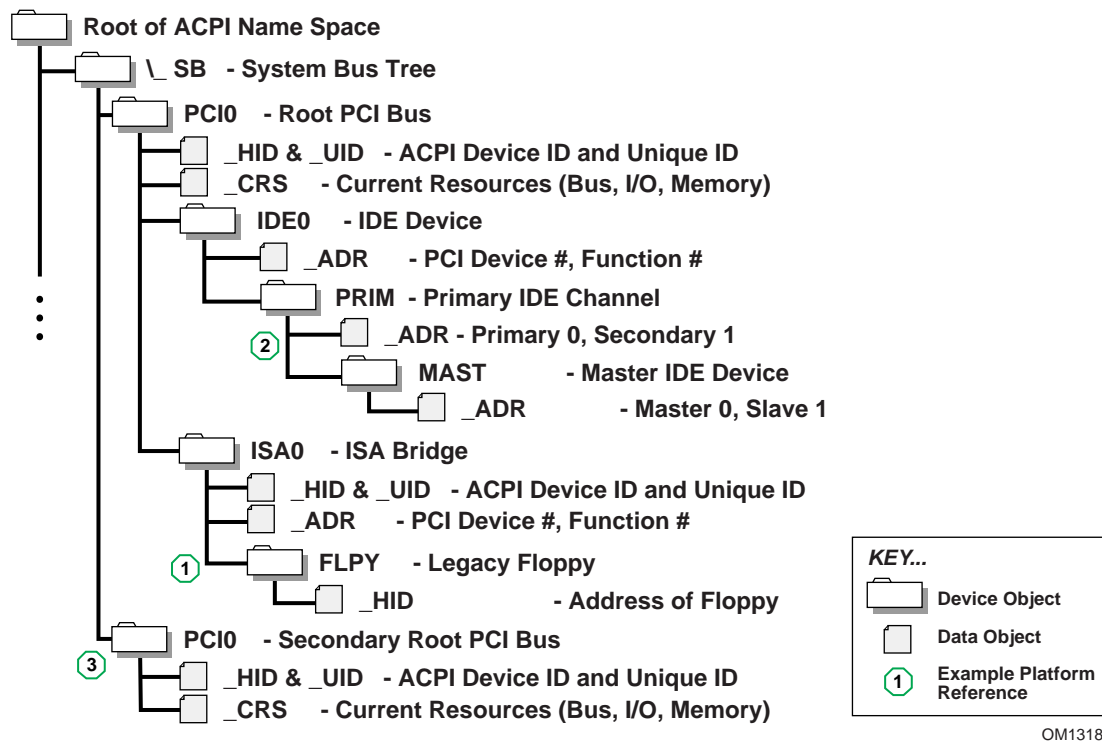 Root of ACPI Name Space
\_ SB - System Bus Tree
PCI0 - Root PCI Bus
_HID & _UID - ACPI Device ID and Unique ID
_CRS - Current Resources (Bus, I/O, Memory)
IDE0 - IDE Device
_ADR - PCI Device #, Function #
PRIM - Primary IDE Channel
2 _ADR - Primary 0, Secondary 1
MAST - Master IDE Device
_ADR - Master 0, Slave 1
ISA0 - ISA Bridge
_HID & _UID - ACPI Device ID and Unique ID
_ADR - PCI Device #, Function #
1 FLPY - Legacy Floppy
_HID - Address of Floppy
3 PCI0 - Secondary Root PCI Bus
_HID & _UID - ACPI Device ID and Unique ID
_CRS - Current Resources (Bus, I/O, Memory)
KEY...
Device Object
Data Object
1 Example Platform
Reference
OM1318